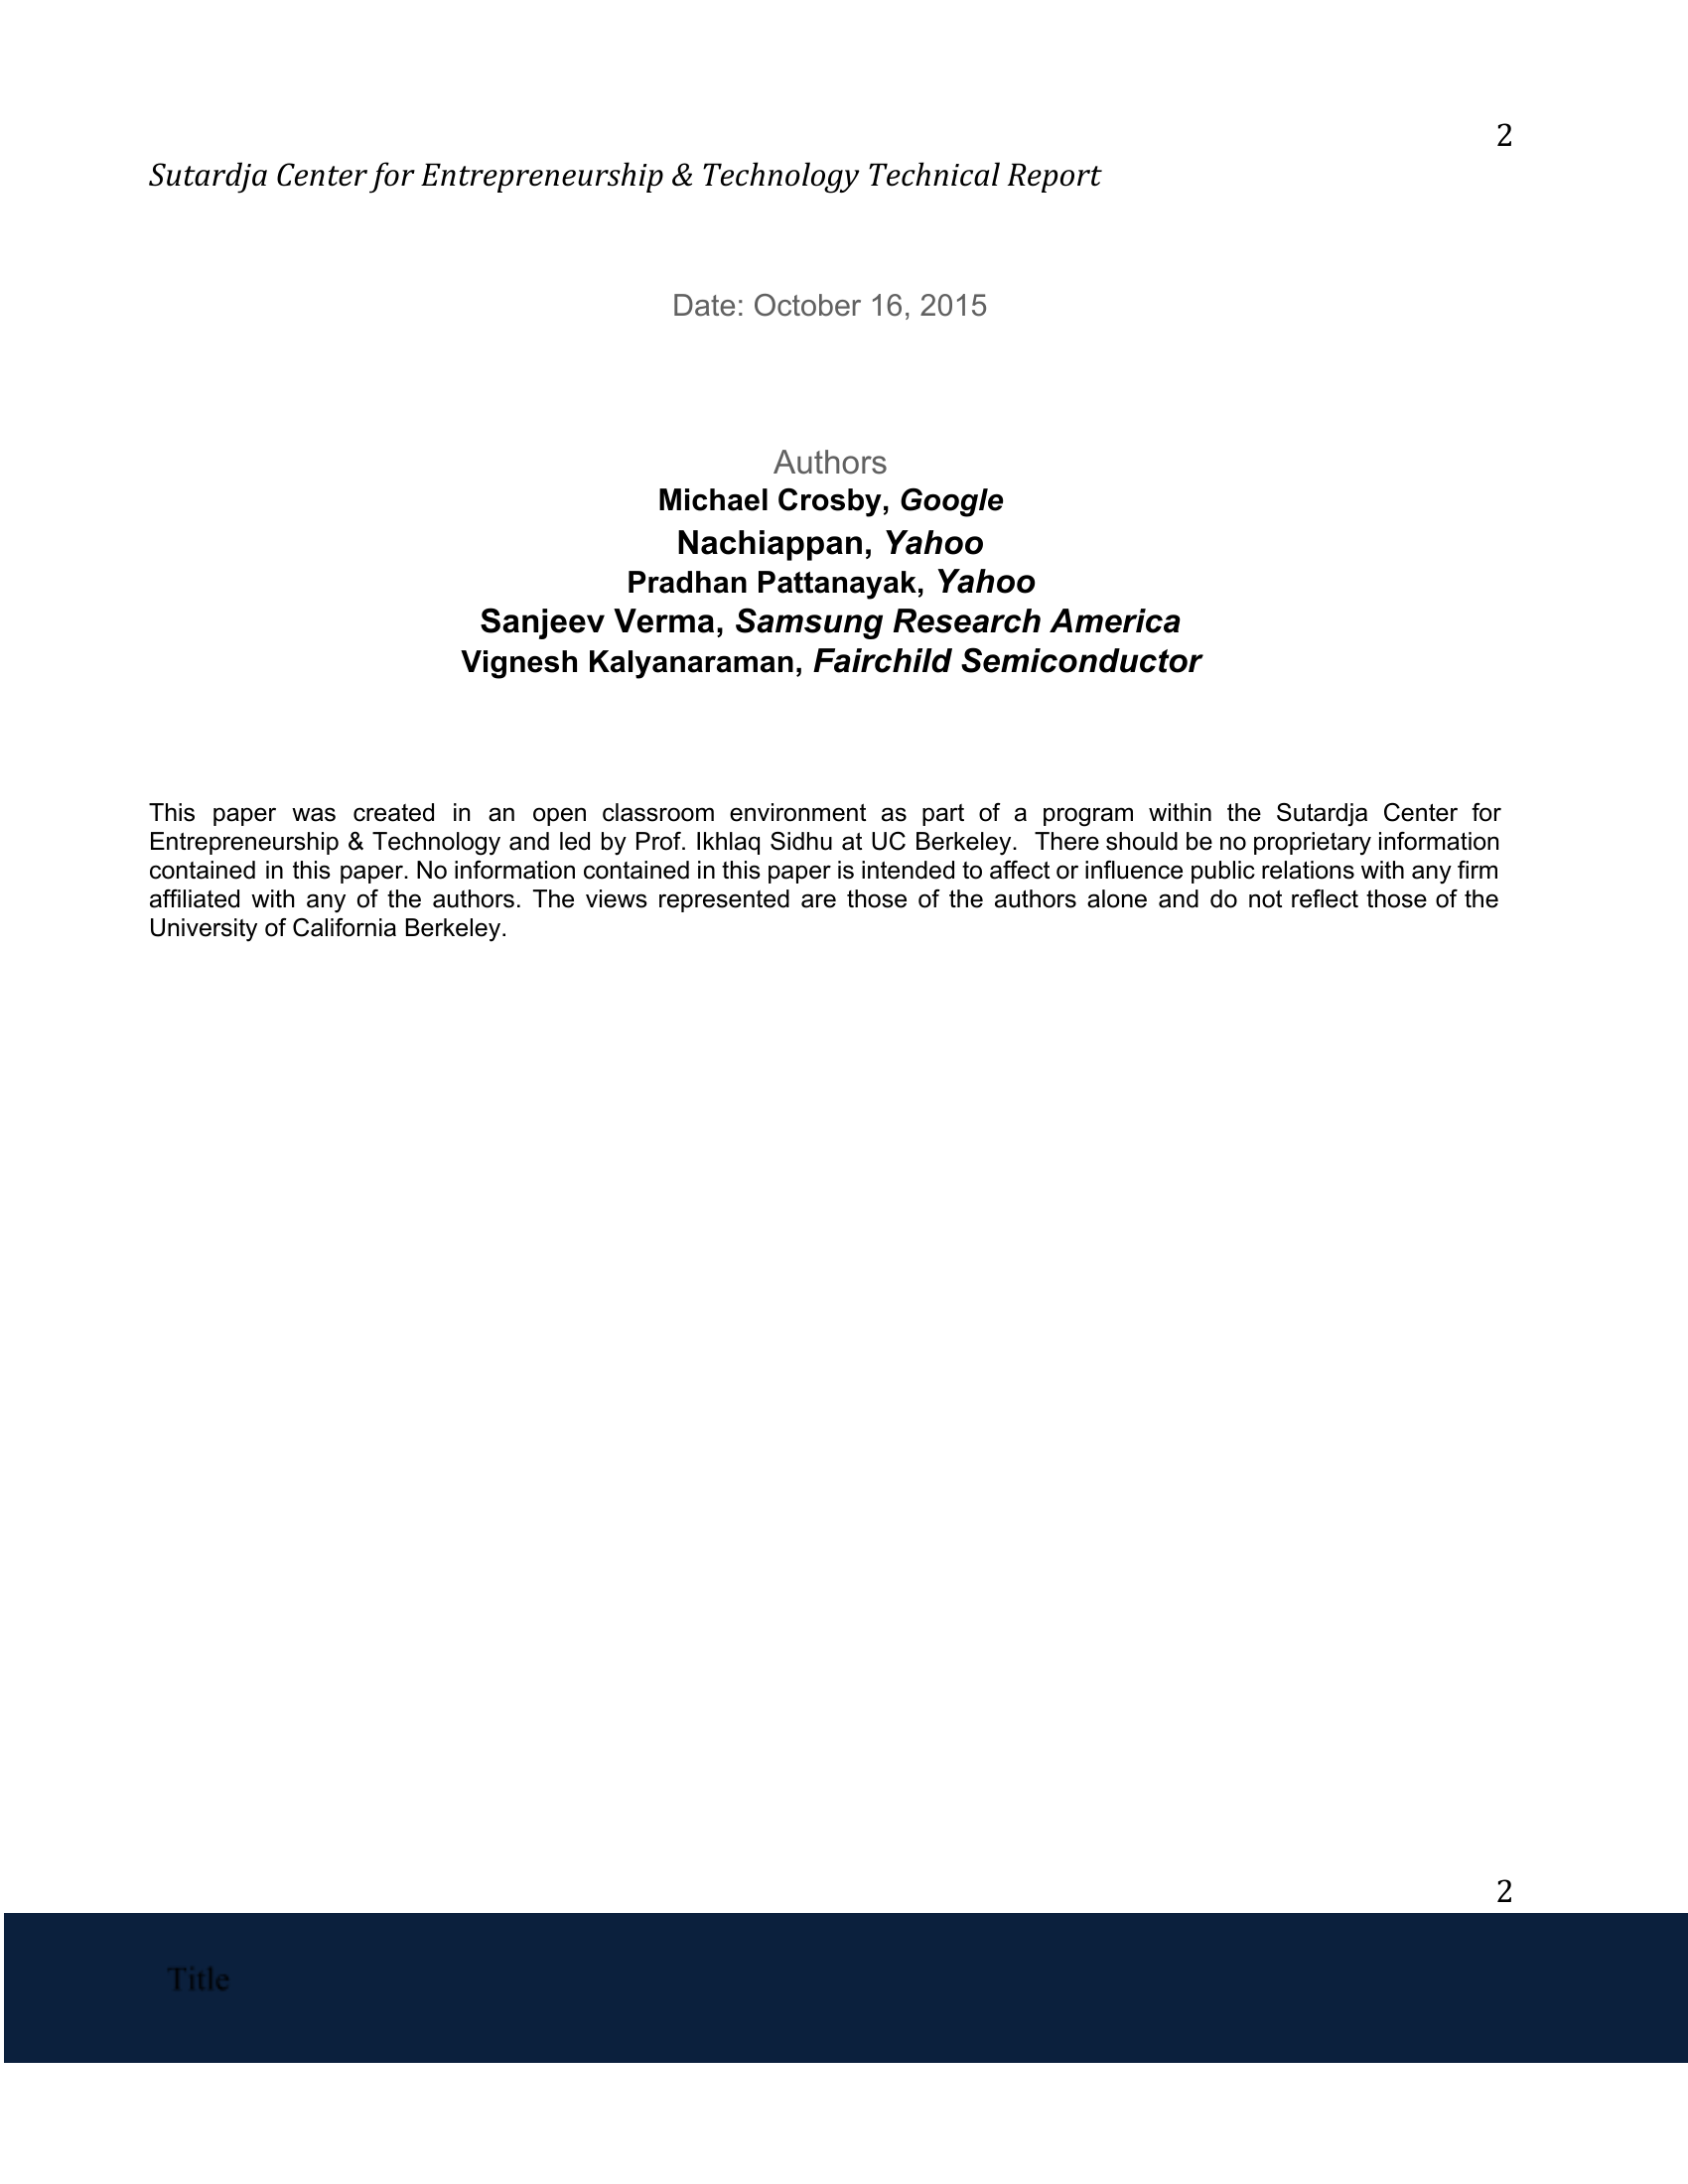 2
Sutardja Center for Entrepreneurship & Technology Technical Report
Date: October 16, 2015
Authors
Michael Crosby, Google
Nachiappan, Yahoo
Pradhan Pattanayak, Yahoo
Sanjeev Verma, Samsung Research America
Vignesh Kalyanaraman, Fairchild Semiconductor
This paper was created in an open classroom environment as part of a program within the Sutardja Center for
Entrepreneurship & Technology and led by Prof. Ikhlaq Sidhu at UC Berkeley.  There should be no proprietary information
contained in this paper. No information contained in this paper is intended to affect or influence public relations with any firm
affiliated with any of the authors. The views represented are those of the authors alone and do not reflect those of the
University of California Berkeley.
2
Title